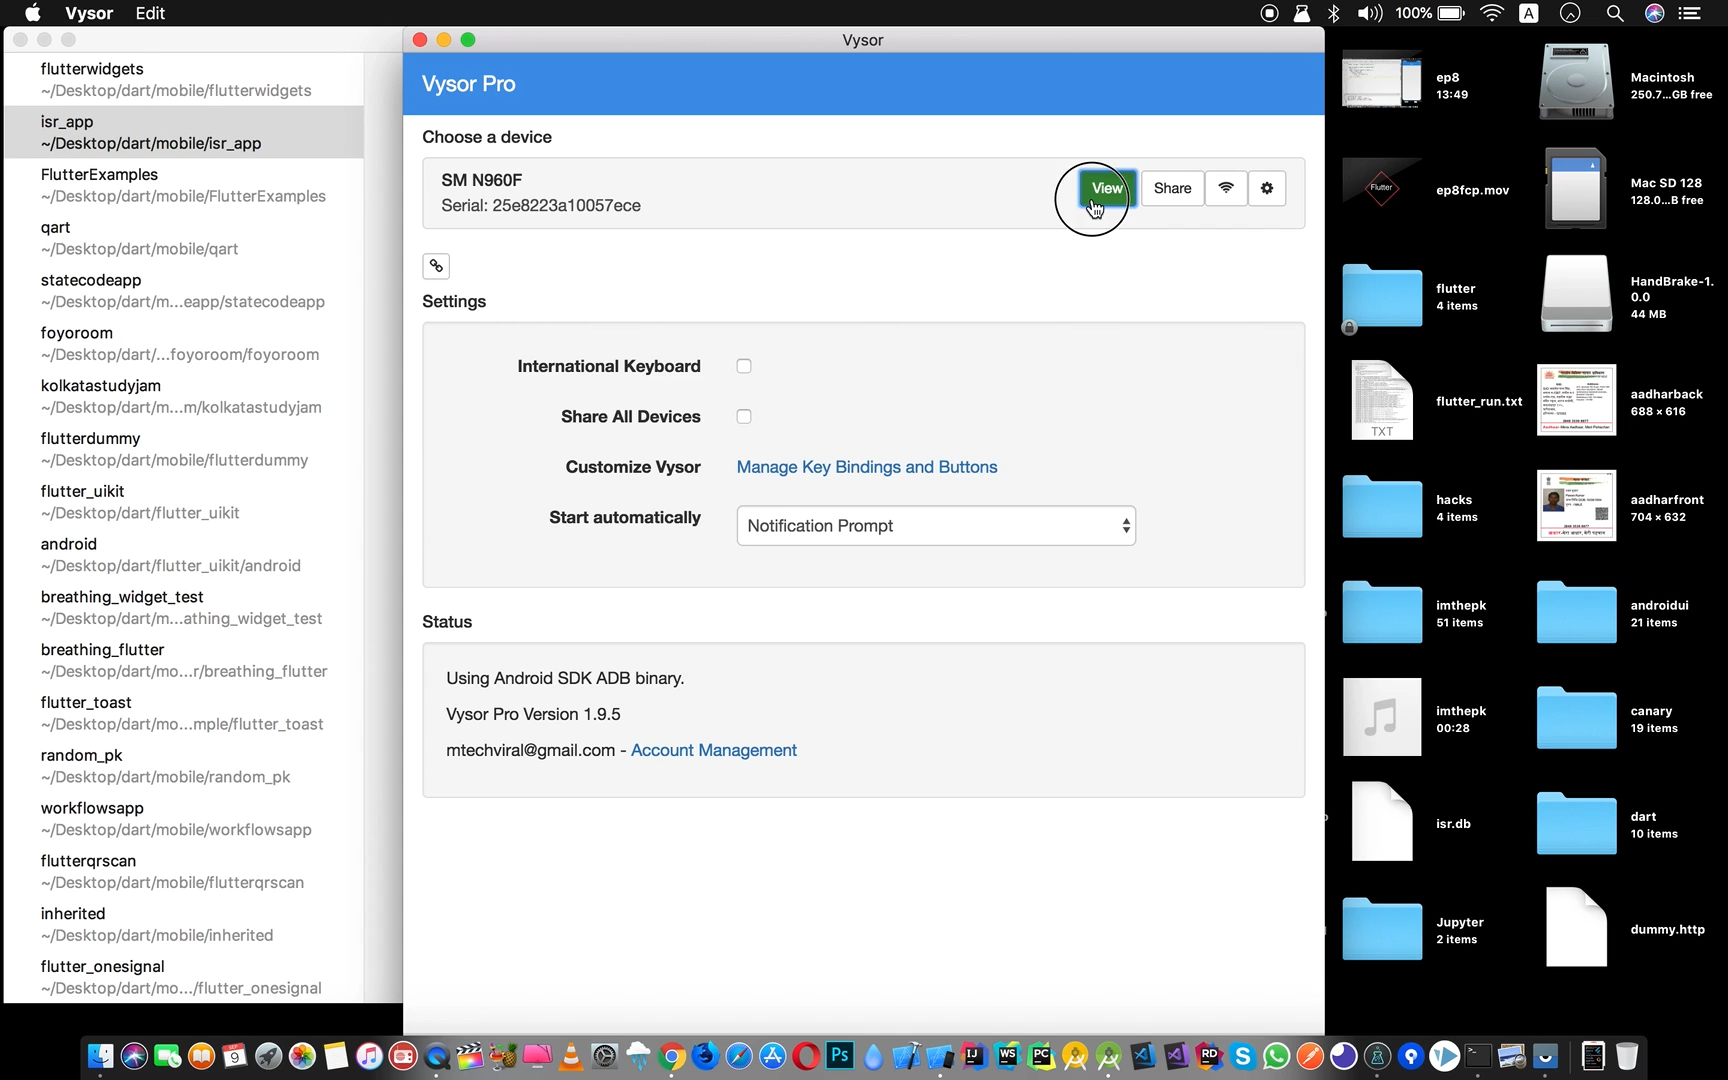 Vysor Edit
100% A
flutterwidgets
~/Desktop/dart/mobile/flutterwidgets
isr_app
~/Desktop/dart/mobile/isr_app
FlutterExamples
~/Desktop/dart/mobile/FlutterExamples
qart
~/Desktop/dart/mobile/qart
statecodeapp
~/Desktop/dart/m...eapp/statecodeapp
foyoroom
~/Desktop/dart/...foyoroom/foyoroom
kolkatastudyjam
~/Desktop/dart/m...m/kolkatastudyjam
flutterdummy
~/Desktop/dart/mobile/flutterdummy
flutter_uikit
~/Desktop/dart/flutter_uikit
android
~/Desktop/dart/flutter_uikit/android
breathing_widget_test
~/Desktop/dart/m...athing_widget_test
breathing_flutter
~/Desktop/dart/mo...r/breathing_flutter
flutter_toast
~/Desktop/dart/mo...mple/flutter_toast
random_pk
~/Desktop/dart/mobile/random_pk
workflowsapp
~/Desktop/dart/mobile/workflowsapp
flutterqrscan
~/Desktop/dart/mobile/flutterqrscan
inherited
~/Desktop/dart/mobile/inherited
flutter_onesignal
~/Desktop/dart/mo.../flutter_onesignal
Vysor
Vysor Pro
Choose a device
SM N960F
Serial: 25e8223a10057ece
View Share
Settings
International Keyboard
Share All Devices
Customize Vysor Manage Key Bindings and Buttons
Start automatically Notification Prompt
Status
Using Android SDK ADB binary.
Vysor Pro Version 1.9.5
mtechviral@gmail.com - Account Management
ep8
13:49
Macintosh
250.7...GB free
Flutter
ep8fcp.mov
Mac SD 128
128.0...B free
flutter
4 items
HandBrake-1.
0.0
44 MB
TXT
flutter_run.txt
aadharback
688 × 616
hacks
4 items
aadharfront
704 × 632
imthepk
51 items
androidui
21 items
imthepk
00:28
canary
19 items
isr.db
dart
10 items
Jupyter
2 items
dummy.http
SEP
9
Ps
IJ
WS
PC
RD